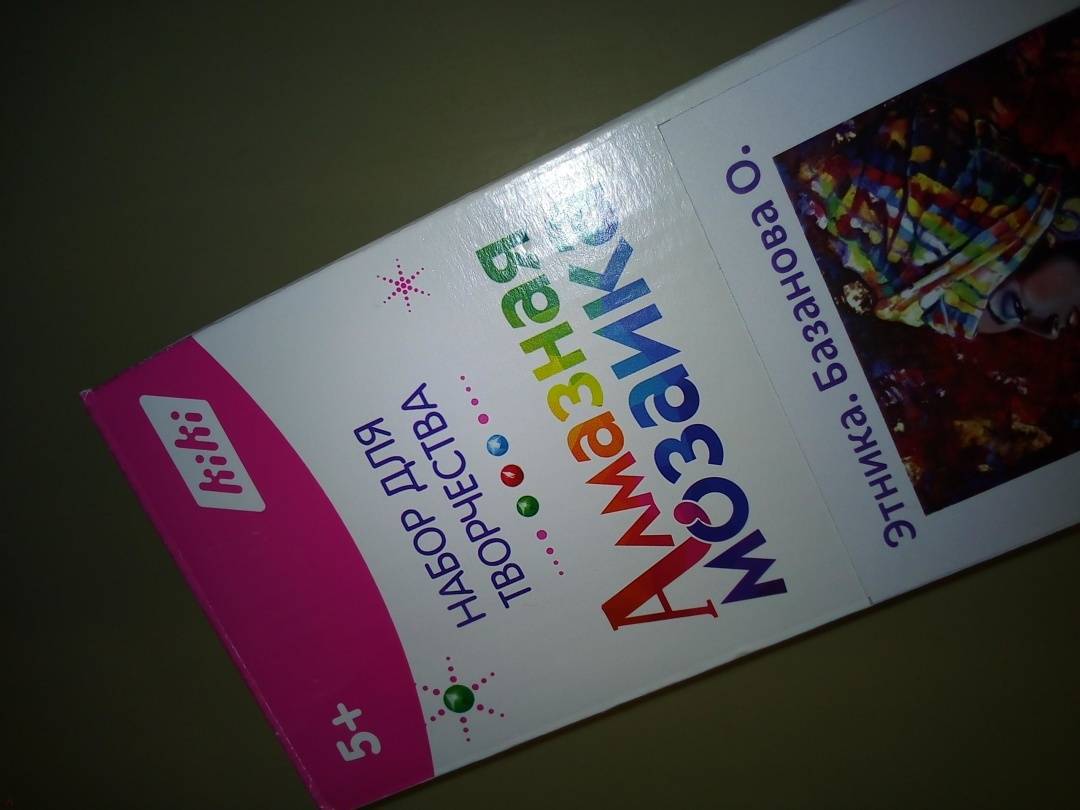 kiki
5+
НАБОР ДЛЯ
ТВОРЧЕСТВА
Алмазная
мозаика
Этника. Базанова О.